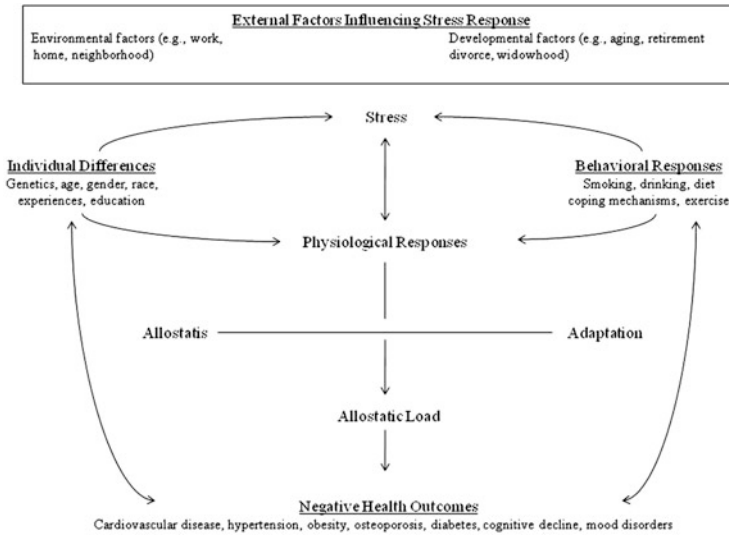 External Factors Influencing Stress Response
Environmental factors (e.g., work,
home, neighborhood)
Developmental factors (e.g., aging, retirement
divorce, widowhood)
Stress
Individual Differences
Genetics, age, gender, race,
experiences, education
Behavioral Responses
Smoking, drinking, diet
coping mechanisms, exercise
Physiological Responses
Allostatis
Adaptation
Allostatic Load
Negative Health Outcomes
Cardiovascular disease, hypertension, obesity, osteoporosis, diabetes, cognitive decline, mood disorders